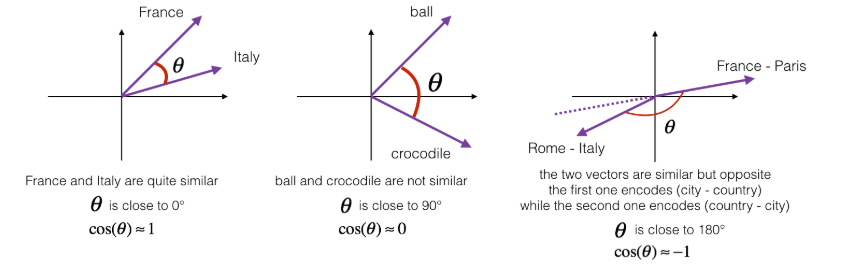 France
Italy
θ
France and Italy are quite similar
θ is close to 0°
cos(θ) ≈ 1
ball
θ
crocodile
ball and crocodile are not similar
θ is close to 90°
cos(θ) ≈ 0
France - Paris
θ
Rome - Italy
the two vectors are similar but opposite
the first one encodes (city - country)
while the second one encodes (country - city)
θ is close to 180°
cos(θ) ≈ −1